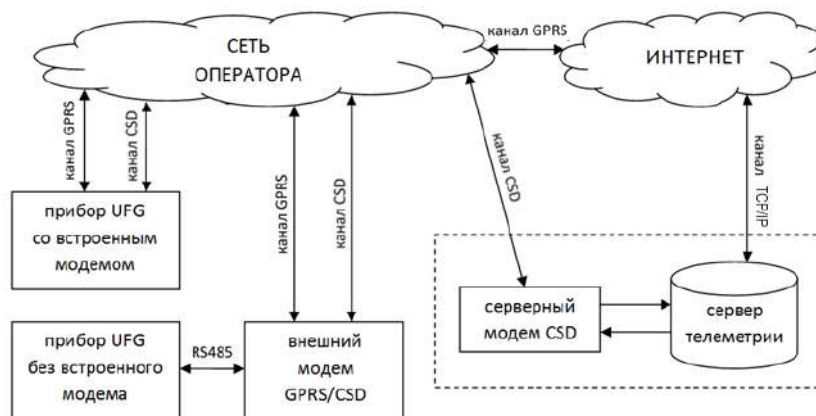 СЕТЬ
ОПЕРАТОРА
канал GPRS
ИНТЕРНЕТ
канал GPRS
канал CSD
канал GPRS
канал CSD
канал CSD
канал TCP/IP
прибор UFG
со встроенным
модемом
прибор UFG
без встроенного
модема
RS485
внешний
модем
GPRS/CSD
серверный
модем CSD
сервер
телеметрии